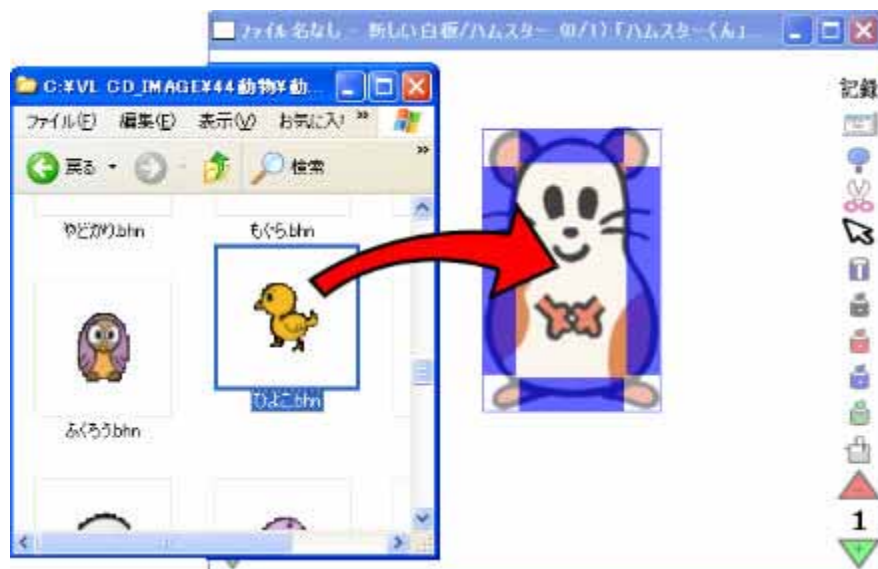 ファイル名なし - 新しい白板/ハムスター (0/1)「ハムスターくん」
C:¥VL CD_IMAGE¥44動物¥動
ファイル(F) 編集(E) 表示(V) お気に入り »
戻る 検索 »
やどかり.bhn もぐら.bhn
ひよこ.bhn
ふくろう.bhn
記録
1